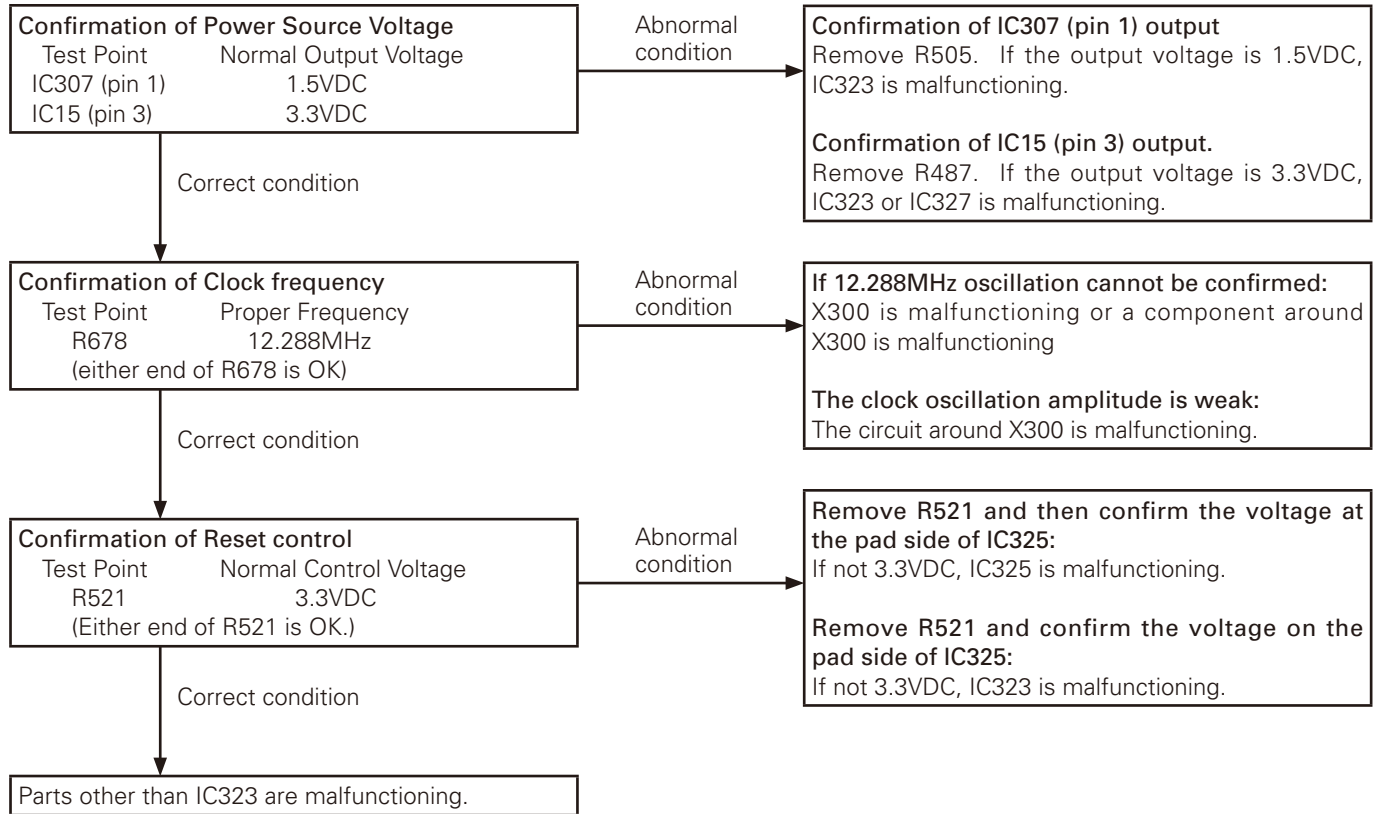 Confirmation of Power Source Voltage
Test Point Normal Output Voltage
IC307 (pin 1) 1.5VDC
IC15 (pin 3) 3.3VDC
Abnormal
condition
Confirmation of IC307 (pin 1) output
Remove R505. If the output voltage is 1.5VDC,
IC323 is malfunctioning.
Confirmation of IC15 (pin 3) output.
Remove R487. If the output voltage is 3.3VDC,
IC323 or IC327 is malfunctioning.
Correct condition
Confirmation of Clock frequency
Test Point Proper Frequency
R678 12.288MHz
(either end of R678 is OK)
Abnormal
condition
If 12.288MHz oscillation cannot be confirmed:
X300 is malfunctioning or a component around
X300 is malfunctioning
The clock oscillation amplitude is weak:
The circuit around X300 is malfunctioning.
Correct condition
Confirmation of Reset control
Test Point Normal Control Voltage
R521 3.3VDC
(Either end of R521 is OK.)
Abnormal
condition
Remove R521 and then confirm the voltage at
the pad side of IC325:
If not 3.3VDC, IC325 is malfunctioning.
Remove R521 and confirm the voltage on the
pad side of IC325:
If not 3.3VDC, IC323 is malfunctioning.
Correct condition
Parts other than IC323 are malfunctioning.